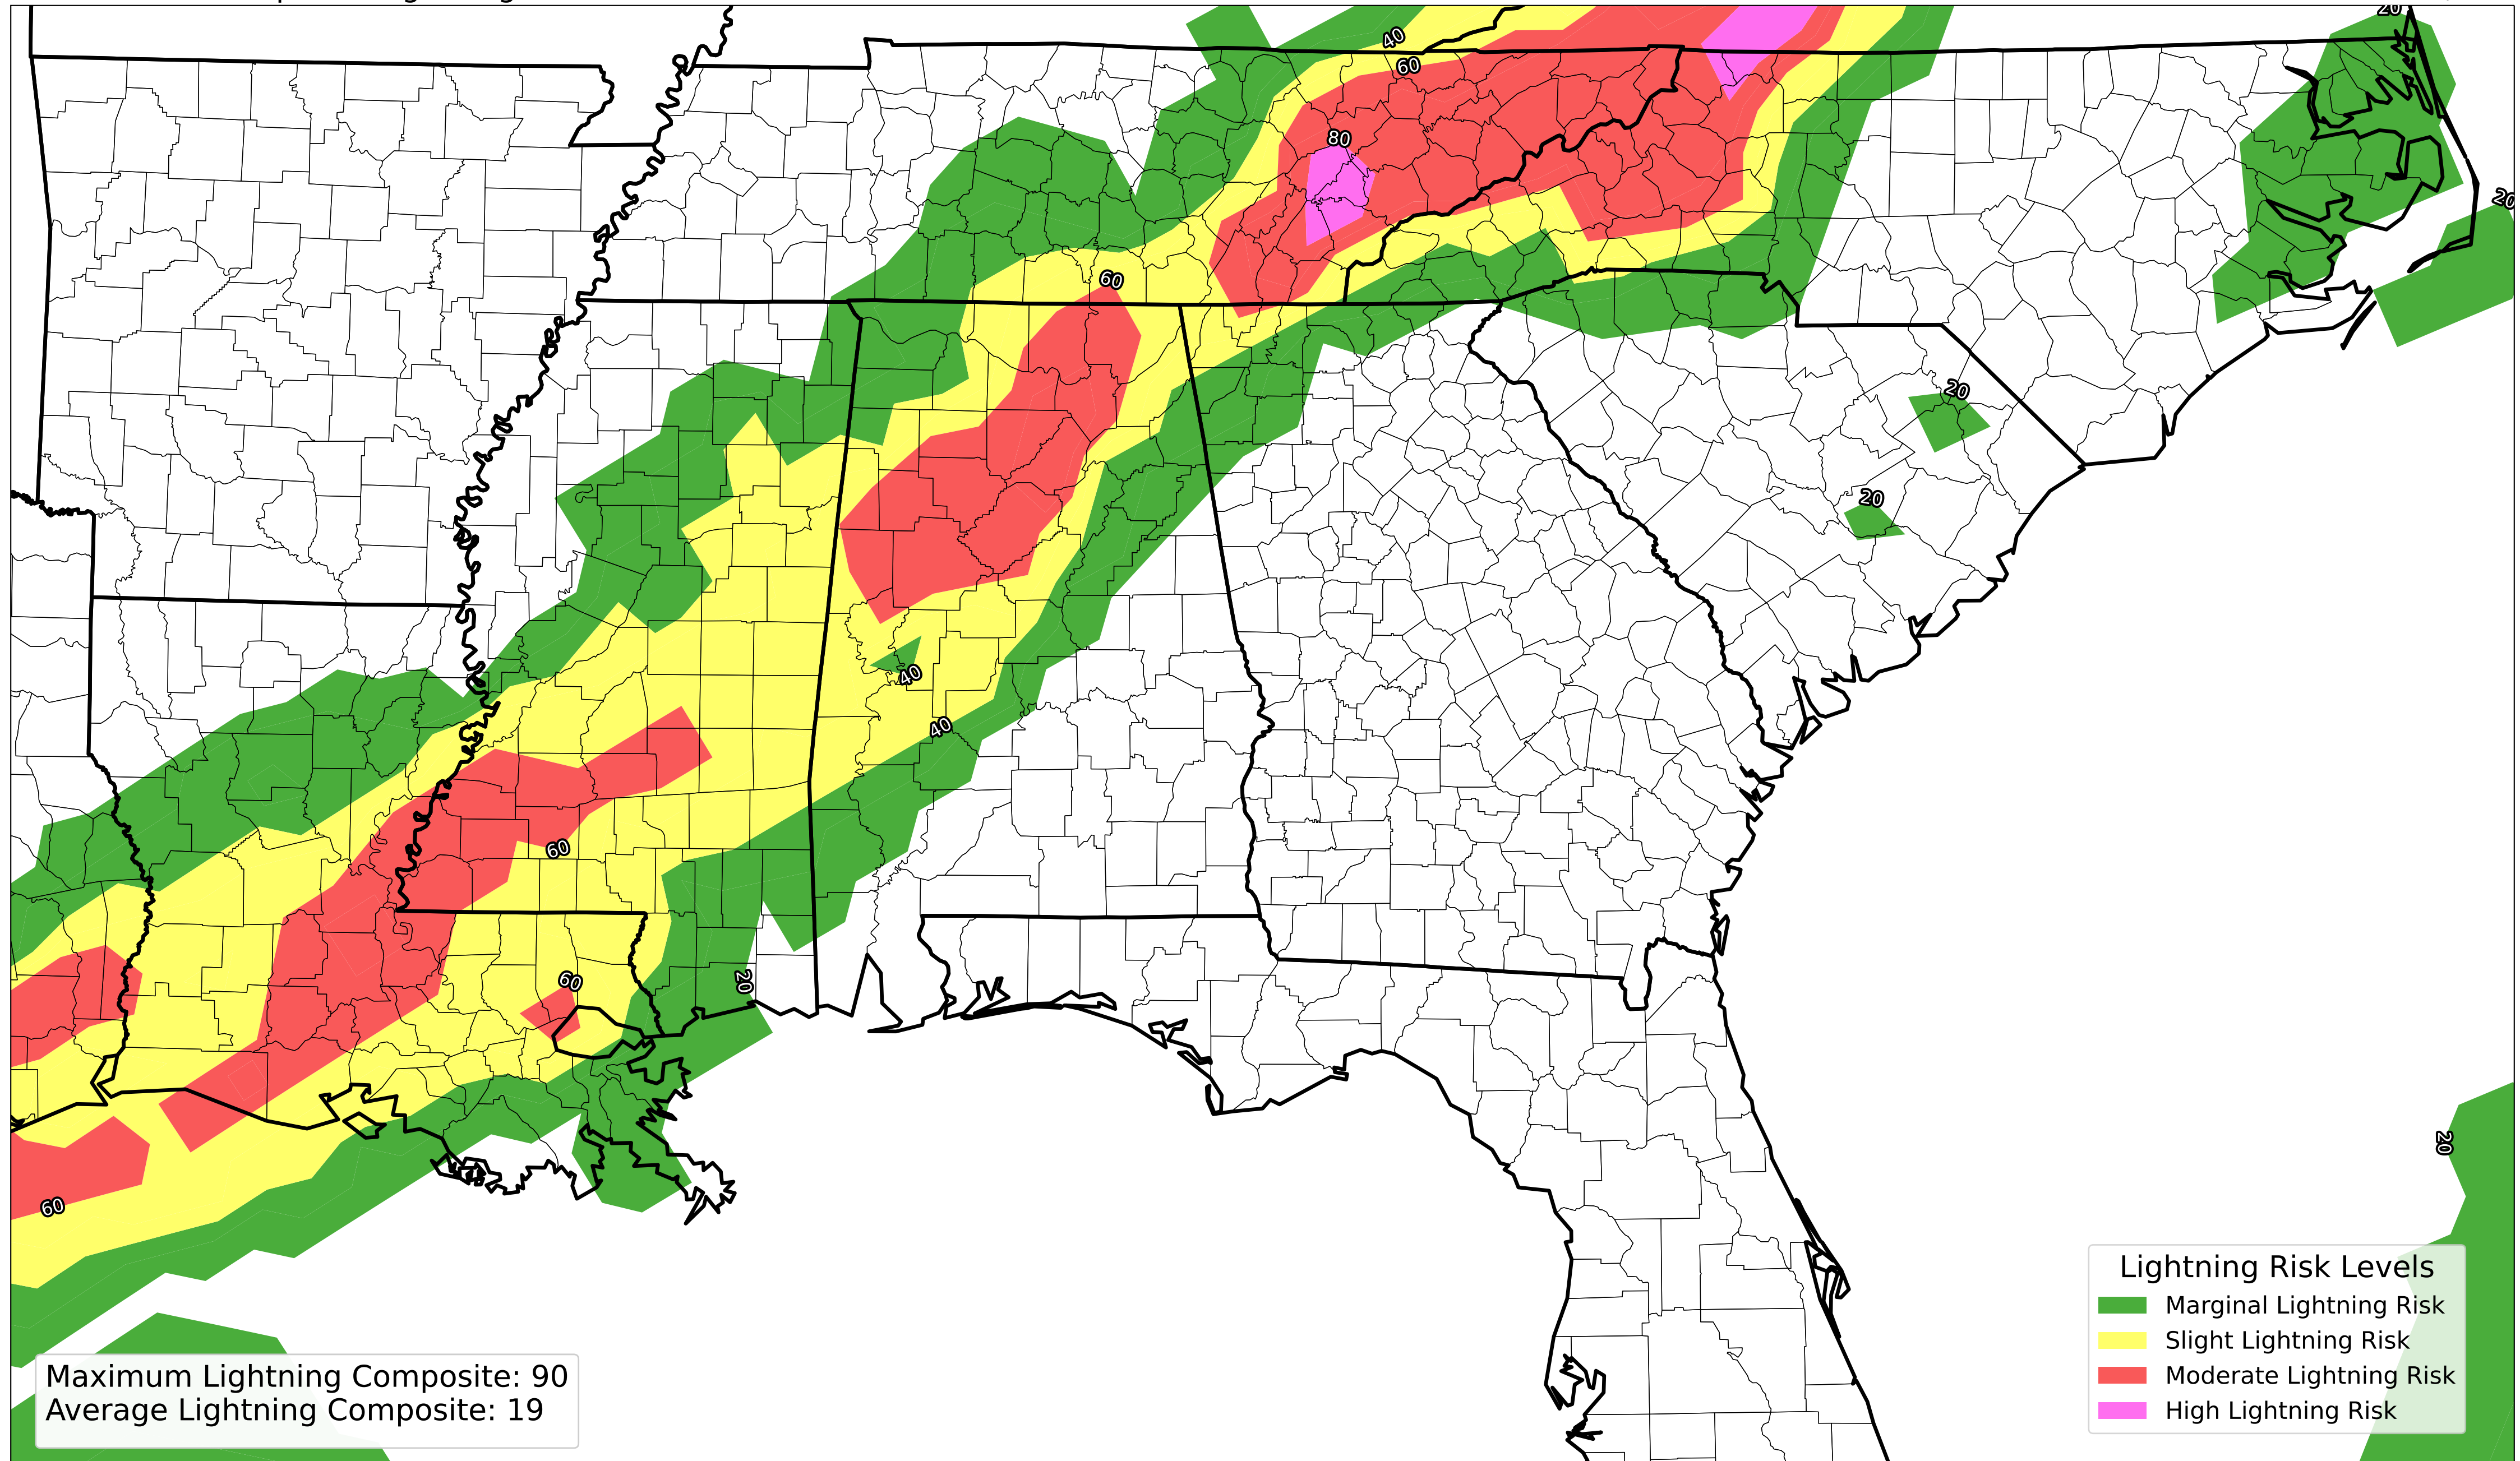 20
40
60
20
80
60
20
20
40
40
60
60
20
20
60
Lightning Risk Levels
Marginal Lightning Risk
Slight Lightning Risk
Moderate Lightning Risk
High Lightning Risk
Maximum Lightning Composite: 90
Average Lightning Composite: 19